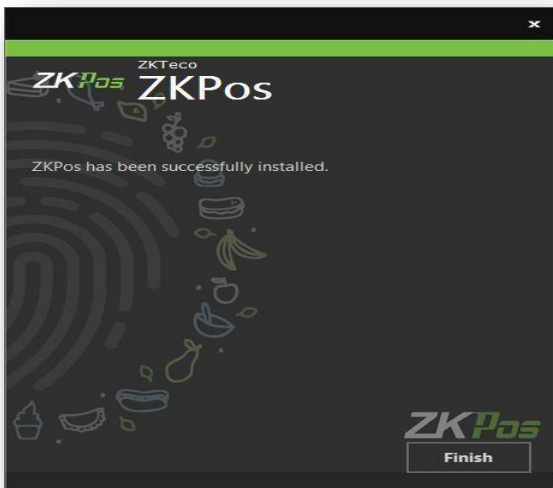 ×
ZKTeco
ZKPos
ZKPos
ZKPos has been successfully installed.
ZKPos
Finish